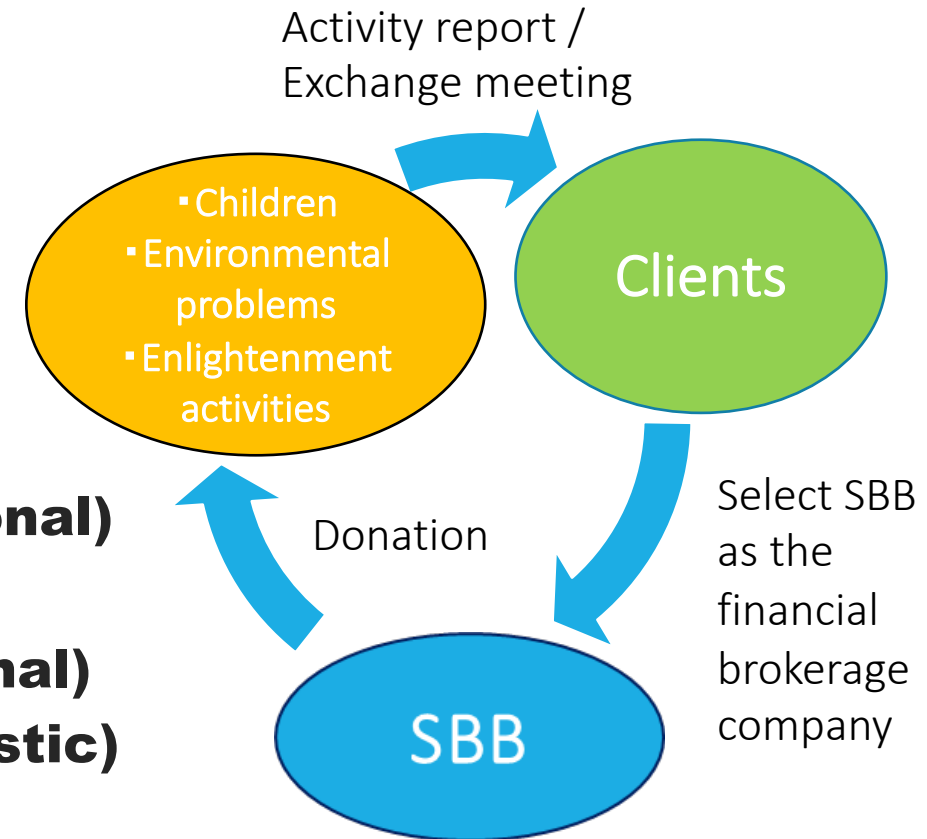 Activity report /
Exchange meeting
▪Children
▪Environmental
problems
▪Enlightenment
activities
Clients
onal)
Donation
Select SBB
as the
financial
brokerage
company
nal)
stic)
SBB